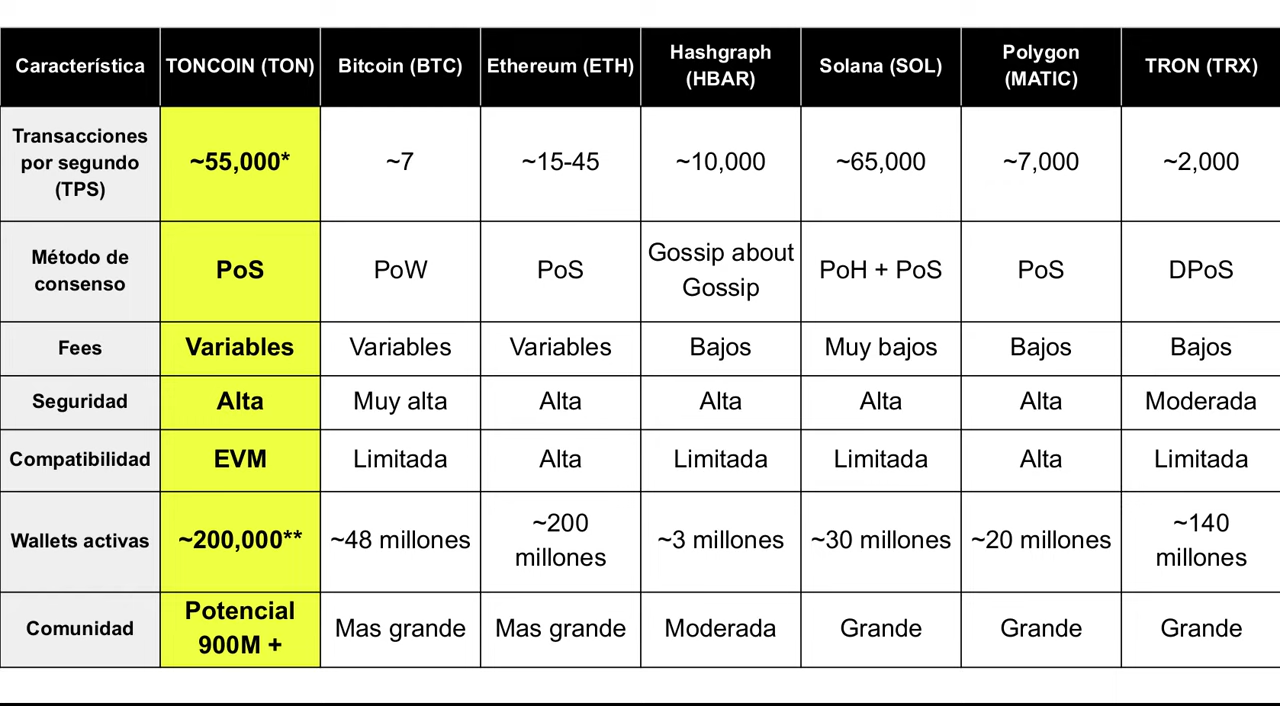 Característica
TONCOIN (TON)
Bitcoin (BTC)
Ethereum (ETH)
Hashgraph
(HBAR)
Solana (SOL)
Polygon
(MATIC)
TRON (TRX)
Transacciones
por segundo
(TPS)
~55,000*
~7
~15-45
~10,000
~65,000
~7,000
~2,000
Método de
consenso
PoS
PoW
PoS
Gossip about
Gossip
PoH + PoS
PoS
DPoS
Fees
Variables
Variables
Variables
Bajos
Muy bajos
Bajos
Bajos
Seguridad
Alta
Muy alta
Alta
Alta
Alta
Alta
Moderada
Compatibilidad
EVM
Limitada
Alta
Limitada
Limitada
Alta
Limitada
Wallets activas
~200,000**
~48 millones
~200
millones
~3 millones
~30 millones
~20 millones
~140
millones
Comunidad
Potencial
900M +
Mas grande
Mas grande
Moderada
Grande
Grande
Grande